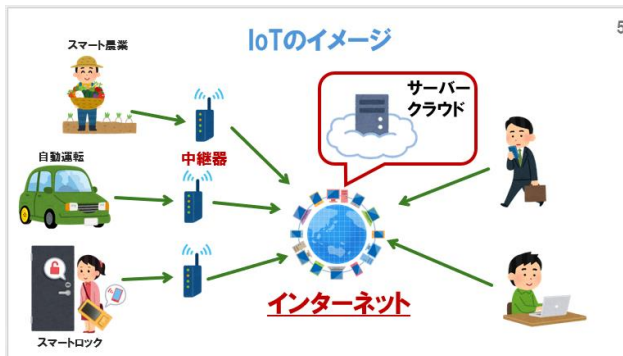 5
IoTのイメージ
スマート農業
サーバー
クラウド
中継器
自動運転
インターネット
スマートロック